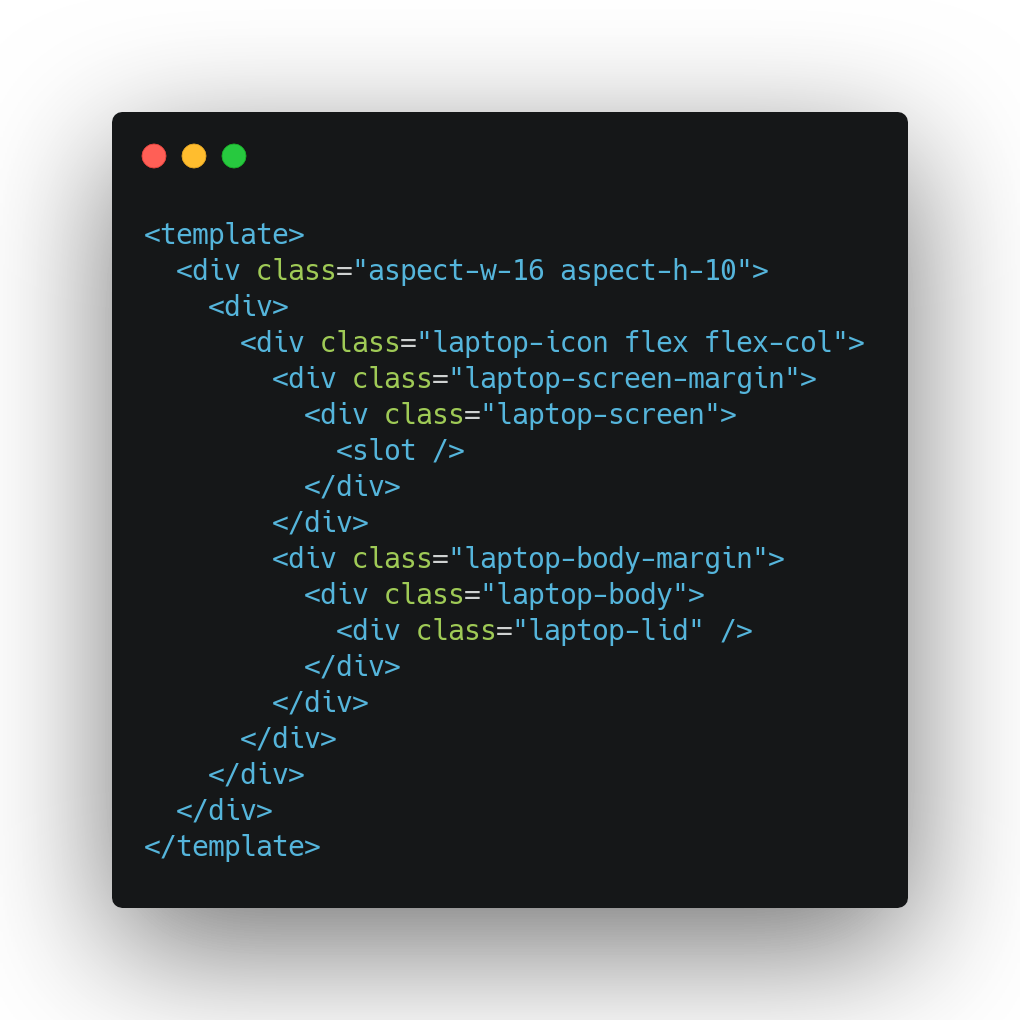 <template>
  <div class="aspect-w-16 aspect-h-10">
    <div>
      <div class="laptop-icon flex flex-col">
        <div class="laptop-screen-margin">
          <div class="laptop-screen">
            <slot />
          </div>
        </div>
        <div class="laptop-body-margin">
          <div class="laptop-body">
            <div class="laptop-lid" />
          </div>
        </div>
      </div>
    </div>
  </div>
</template>